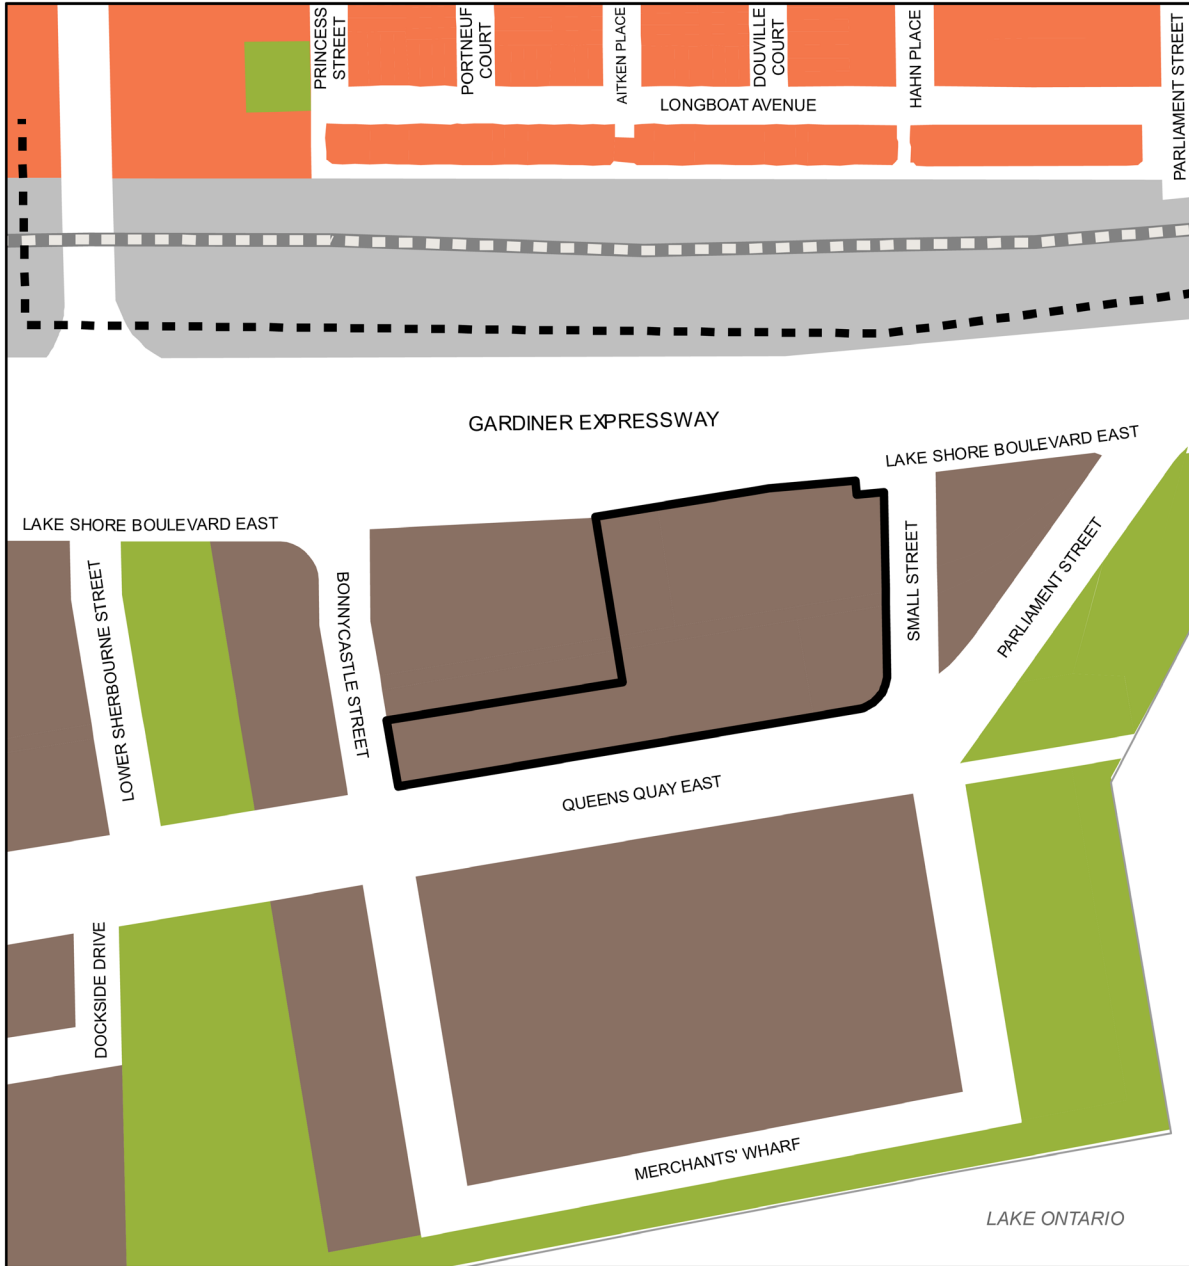 PRINCESS
STREET
PORTNEUF
COURT
AITKEN PLACE
DOUVILLE
COURT
HAHN PLACE
PARLIAMENT STREET
LONGBOAT AVENUE
GARDINER EXPRESSWAY
LAKE SHORE BOULEVARD EAST
LAKE SHORE BOULEVARD EAST
LOWER SHERBOURNE STREET
BONNYCASTLE STREET
SMALL STREET
PARLIAMENT STREET
QUEENS QUAY EAST
DOCKSIDE DRIVE
MERCHANTS' WHARF
LAKE ONTARIO